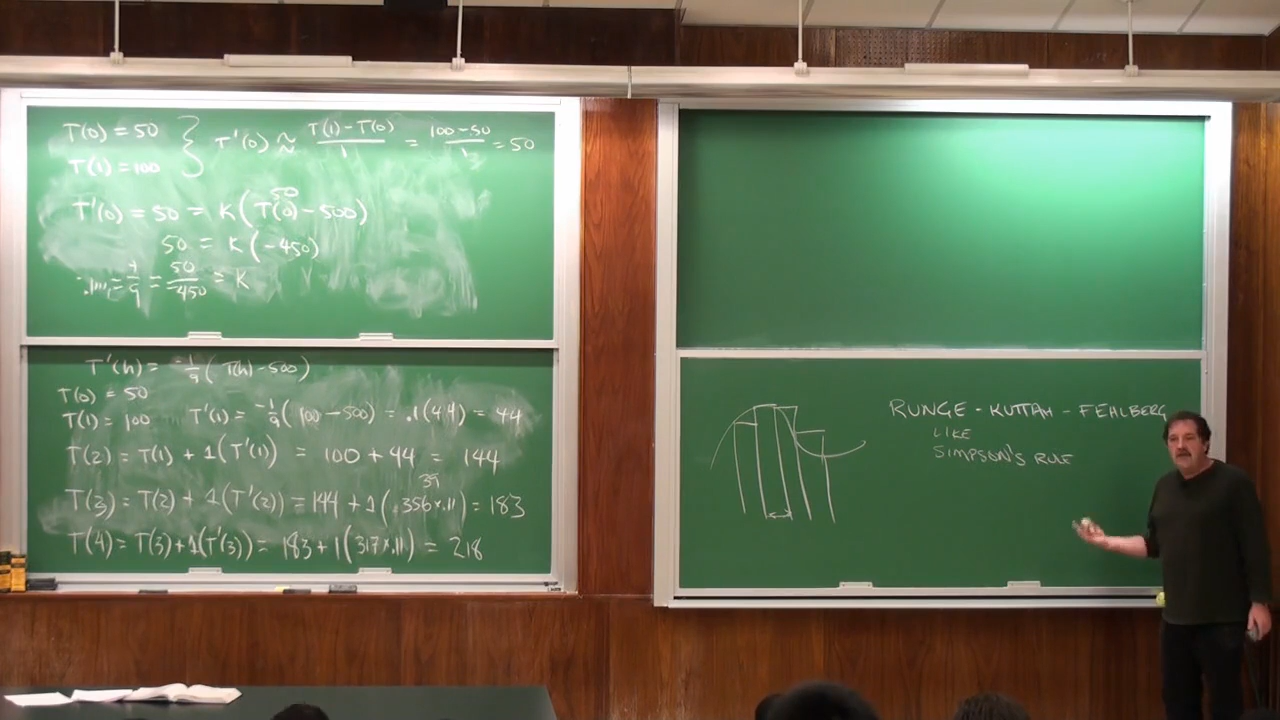 T(0) = 50
T(1) = 100
} T'(0) ≈ T(1) - T(0) / 1 = 100 - 50 / 1 = 50
T'(0) = 50 = K(T(0) - 500)
50
50 = K(-450)
= 50 / -450 = K
T'(h) = -1/9 (T(h) - 500)
T(0) = 50
T(1) = 100 T'(1) = -1/9 (100 - 500) = .1(44) = 44
T(2) = T(1) + 1(T'(1)) = 100 + 44 = 144
39
T(3) = T(2) + 1(T'(2)) = 144 + 1(.356 x .11) = 183
T(4) = T(3) + 1(T'(3)) = 183 + 1(317 x .11) = 218
RUNGE - KUTTAH - FEHLBERG
LIKE
SIMPSON'S RULE